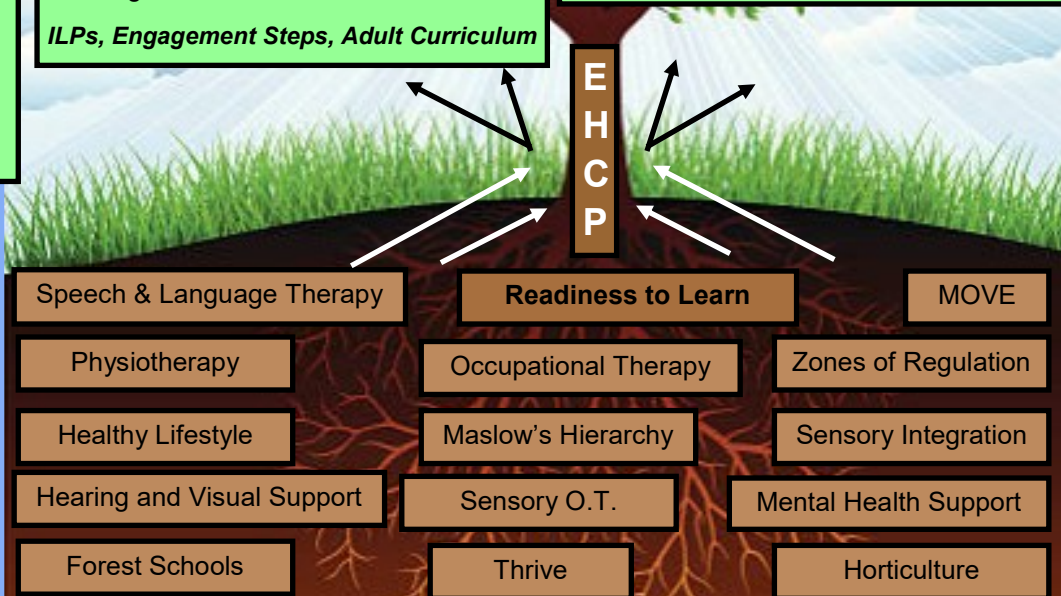 ILPs, Engagement Steps, Adult Curriculum
E
H
C
P
Speech & Language Therapy
Readiness to Learn
MOVE
Physiotherapy
Occupational Therapy
Zones of Regulation
Healthy Lifestyle
Maslow's Hierarchy
Sensory Integration
Hearing and Visual Support
Sensory O.T.
Mental Health Support
Forest Schools
Thrive
Horticulture